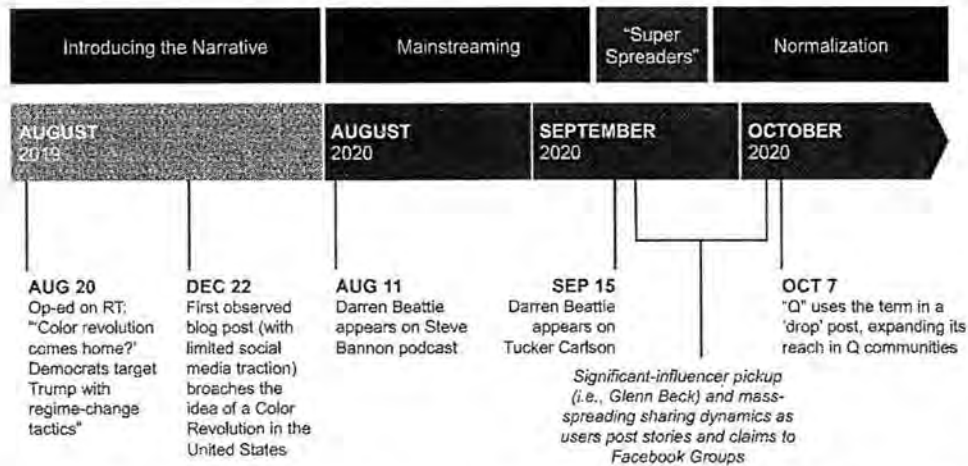 Introducing the Narrative
Mainstreaming
"Super
Spreaders"
Normalization
AUGUST
2019
AUGUST
2020
SEPTEMBER
2020
OCTOBER
2020
AUG 20
Op-ed on RT:
"'Color revolution
comes home?'
Democrats target
Trump with
regime-change
tactics"
DEC 22
First observed
blog post (with
limited social
media traction)
broaches the
idea of a Color
Revolution in the
United States
AUG 11
Darren Beattie
appears on Steve
Bannon podcast
SEP 15
Darren Beattie
appears on
Tucker Carlson
Significant-influencer pickup
(i.e., Glenn Beck) and mass-
spreading sharing dynamics as
users post stories and claims to
Facebook Groups
OCT 7
"Q" uses the term in a
'drop' post, expanding its
reach in Q communities